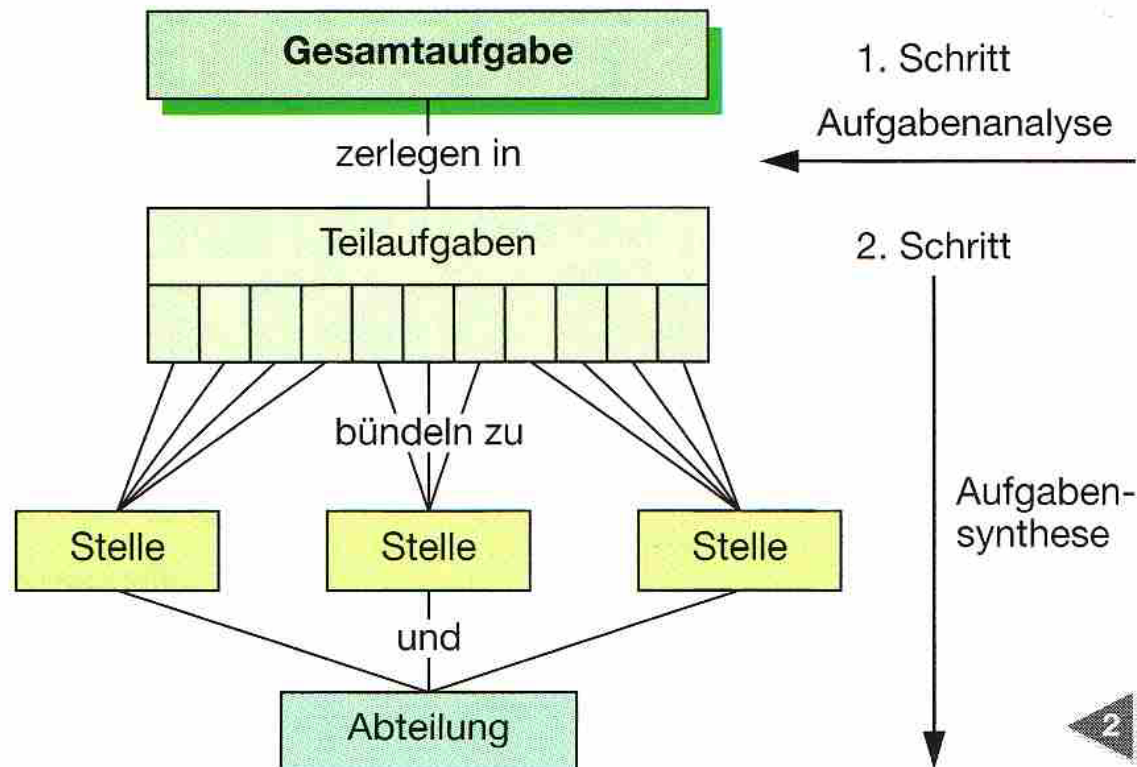 Gesamtaufgabe
1. Schritt
Aufgabenanalyse
zerlegen in
Teilaufgaben
2. Schritt
bündeln zu
Stelle
Stelle
Stelle
Aufgaben-
synthese
und
Abteilung
2